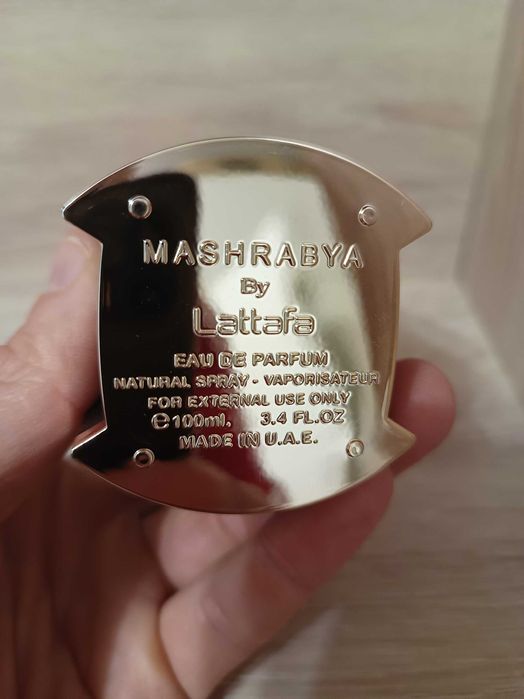 MASHRABYA
By
Lattafa
EAU DE PARFUM
NATURAL SPRAY - VAPORISATEUR
FOR EXTERNAL USE ONLY
℮100ml. 3.4 FL.OZ
MADE IN U.A.E.